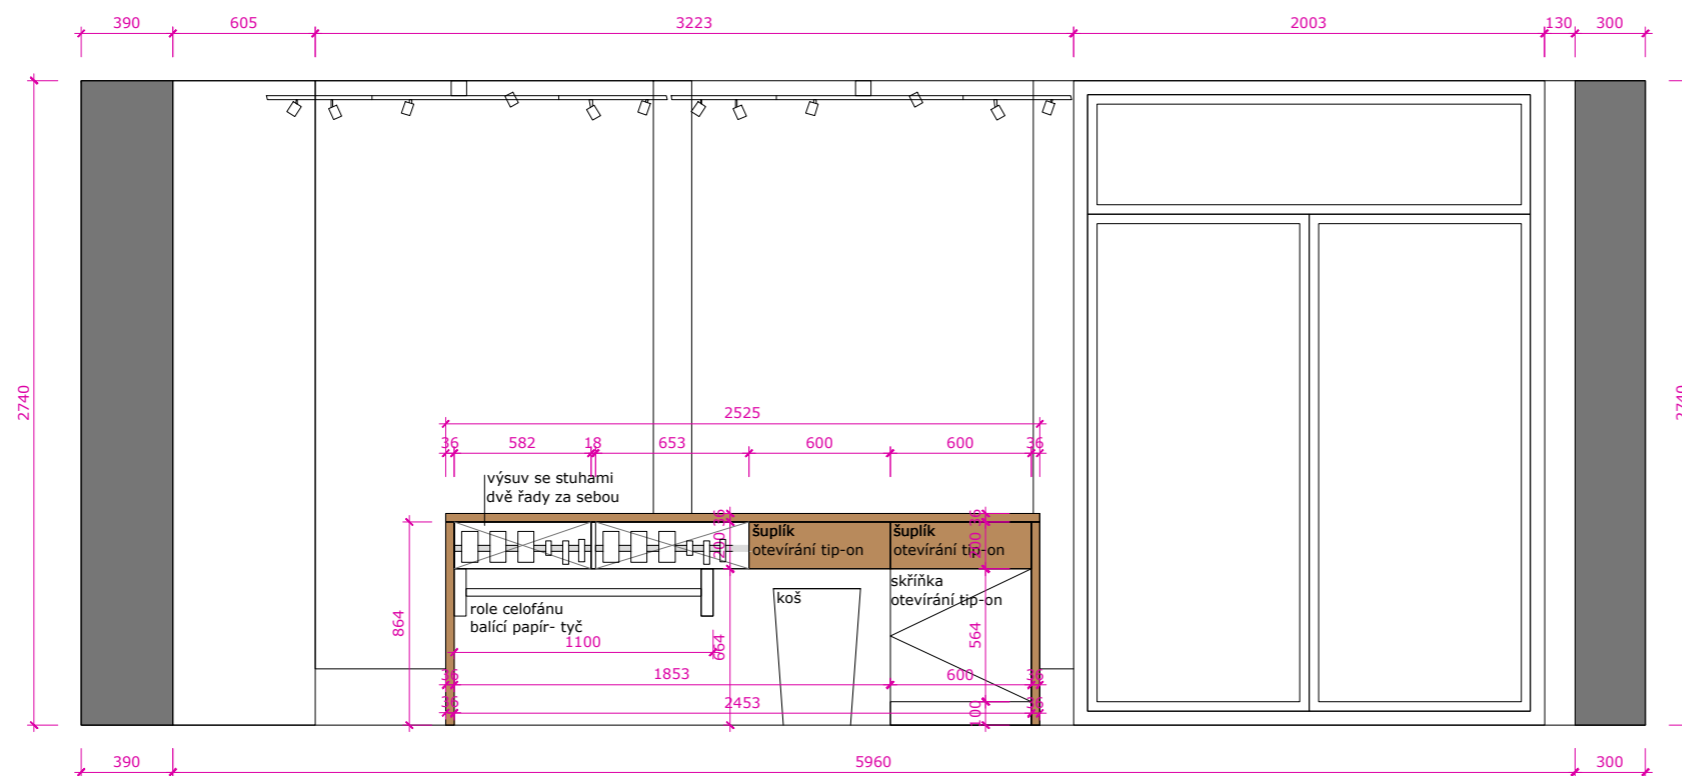 390 605 3223 2003 130 300
2740
2740
2525
36 582 18 653 600 600 36
výsuv se stuhami
dvě řady za sebou
36 36
šuplík šuplík
200 otevírání tip-on 200 otevírání tip-on
skříňka
koš otevírání tip-on
role celofánu
balící papír- tyč
864 1100 664 564
36 1853 600 36
36 2453 100 36
390 5960 300